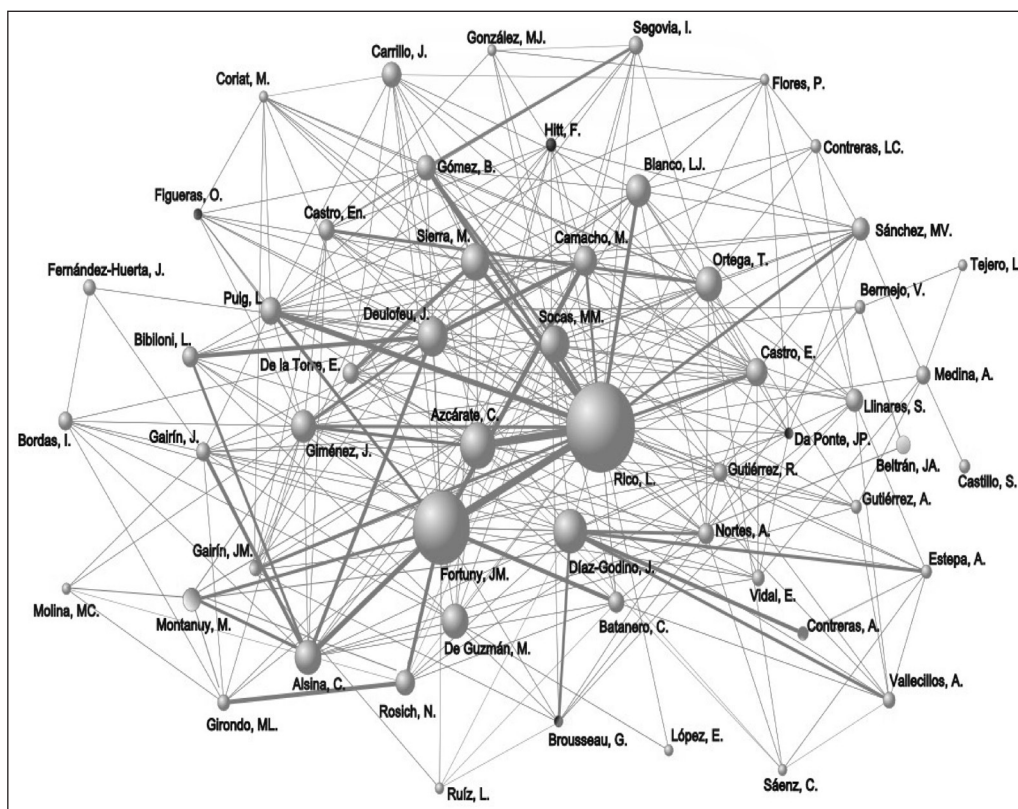 Segovia, I.
González, MJ.
Carrillo, J.
Coriat, M.
Flores, P.
Hitt, F.
Contreras, LC.
Gómez, B.
Blanco, LJ.
Figueras, O.
Castro, En.
Sierra, M.
Camacho, M.
Sánchez, MV.
Ortega, T.
Tejero, L
Fernández-Huerta, J.
Bermejo, V.
Puig, L
Deulofeu, J.
Socas, MM.
Bibiloni, L.
De la Torre, E.
Castro, E.
Medina, A.
Llinares, S.
Azcárate, C.
Bordas, I.
Gairín, J.
Giménez, J.
Da Ponte, JP.
Rico, L.
Gutiérrez, R.
Beltrán, JA.
Castillo, S.
Gutiérrez, A.
Nortes, A.
Gairín, JM.
Fortuny, JM.
Díaz-Godino, J.
Estepa, A.
Vidal, E.
Molina, MC.
Montanuy, M.
De Guzmán, M.
Batanero, C.
Contreras, A.
Alsina, C.
Vallecillos, A.
Rosich, N.
Girondo, ML.
Brousseau, G.
López, E.
Sáenz, C.
Ruíz, L.